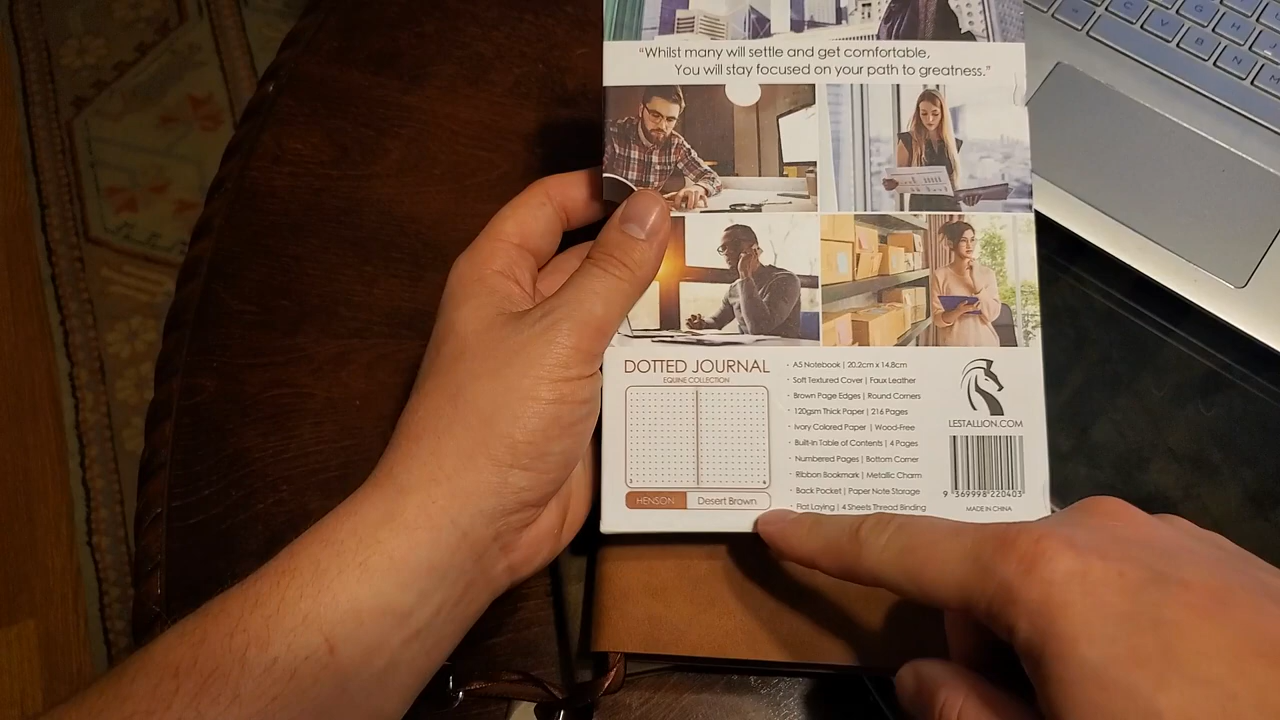 “Whilst many will settle and get comfortable,
You will stay focused on your path to greatness.”
DOTTED JOURNAL
EQUINE COLLECTION
3
6
HENSON
Desert Brown
· A5 Notebook | 20.2cm x 14.8cm
· Soft Textured Cover | Faux Leather
· Brown Page Edges | Round Corners
· 120gsm Thick Paper | 216 Pages
· Ivory Colored Paper | Wood-Free
· Built-In Table of Contents | 4 Pages
· Numbered Pages | Bottom Corner
· Ribbon Bookmark | Metallic Charm
· Back Pocket | Paper Note Storage
· Flat Laying | 4 Sheets Thread Binding
LESTALLION.COM
9 369998 220403
MADE IN CHINA
C
V
B
N
M
G
H
J